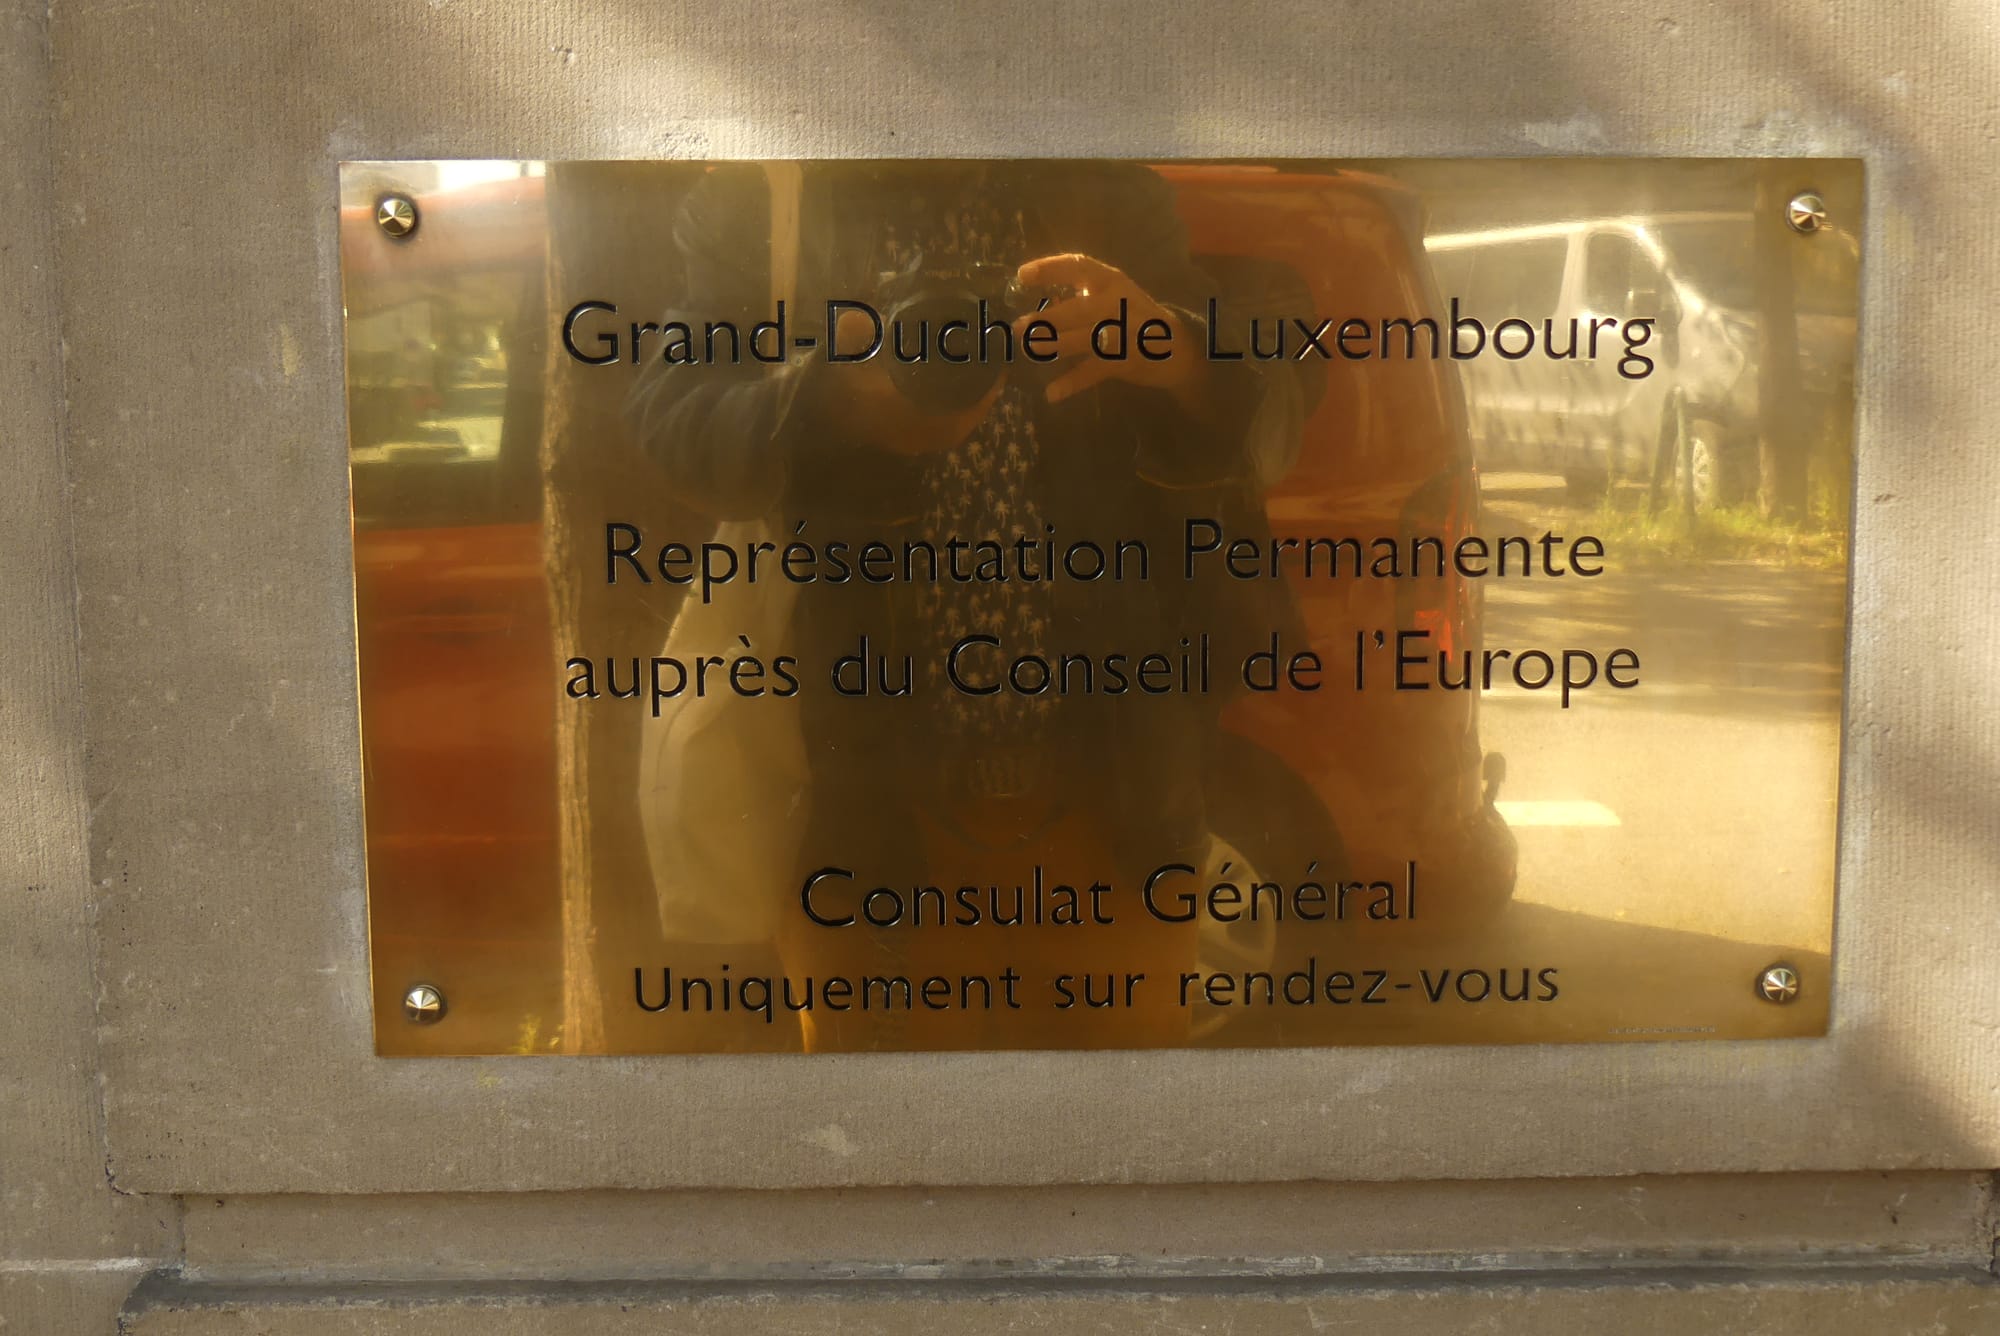 Grand-Duché de Luxembourg
Représentation Permanente
auprès du Conseil de l'Europe
Consulat Général
Uniquement sur rendez-vous